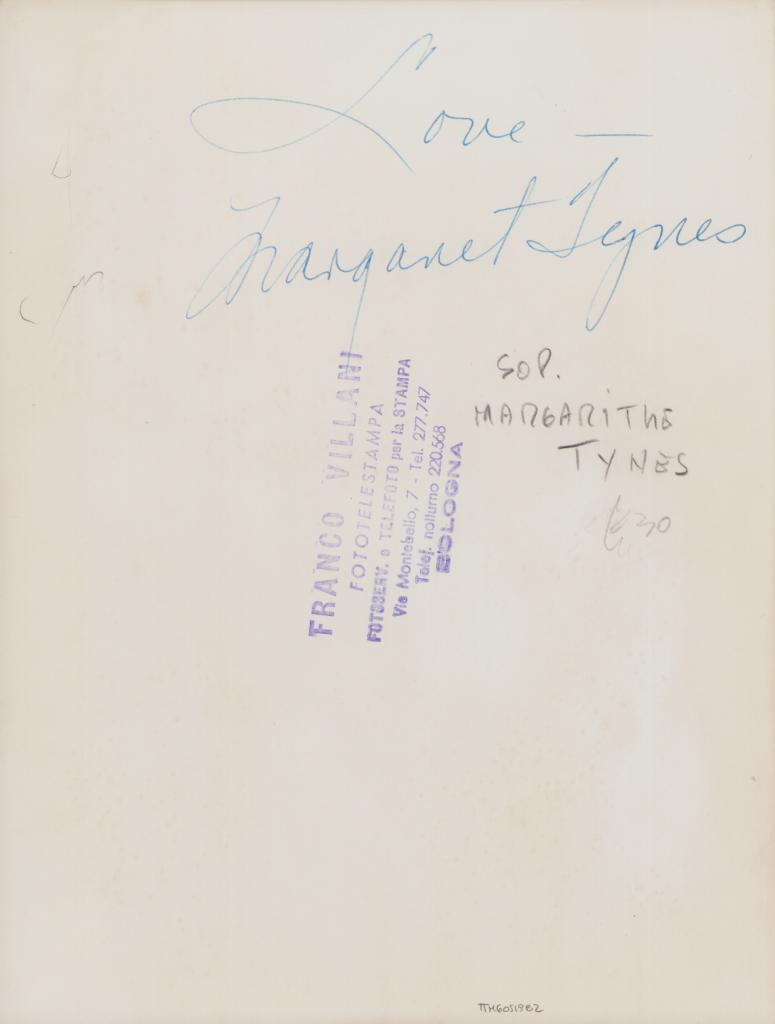 Love —
Margaret Tynes
FRANCO VILLANI
FOTOTELESTAMPA
FOTOSERV. e TELEFOTO per la STAMPA
Via Montebello, 7 - Tel. 277.747
Telef. notturno 220.568
BOLOGNA
SOP.
MARGARITHE
TYNES